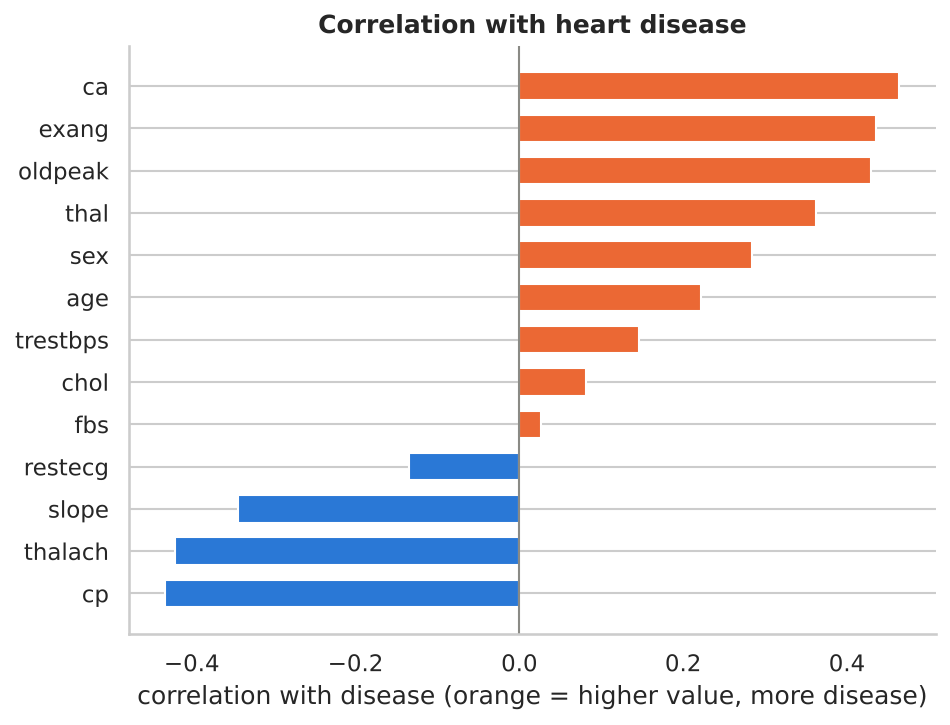 Correlation with heart disease
ca
exang
oldpeak
thal
sex
age
trestbps
chol
fbs
restecg
slope
thalach
cp
−0.4 −0.2 0.0 0.2 0.4
correlation with disease (orange = higher value, more disease)